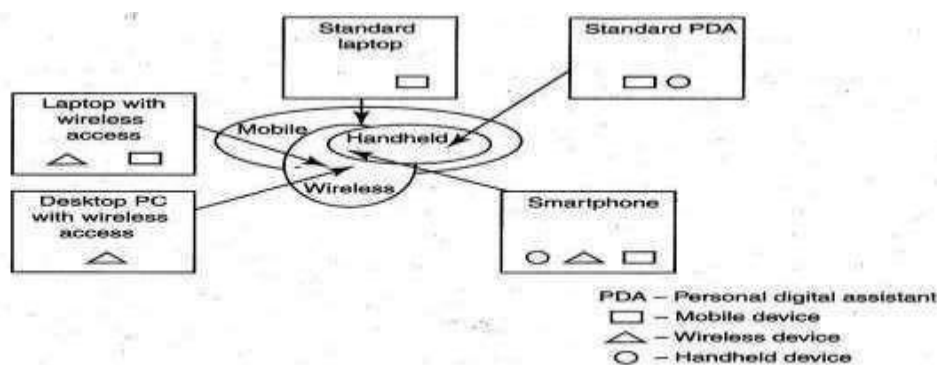 Standard
laptop
Standard PDA
Laptop with
wireless
access
Mobile
Handheld
Wireless
Desktop PC
with wireless
access
Smartphone
PDA – Personal digital assistant
– Mobile device
– Wireless device
– Handheld device